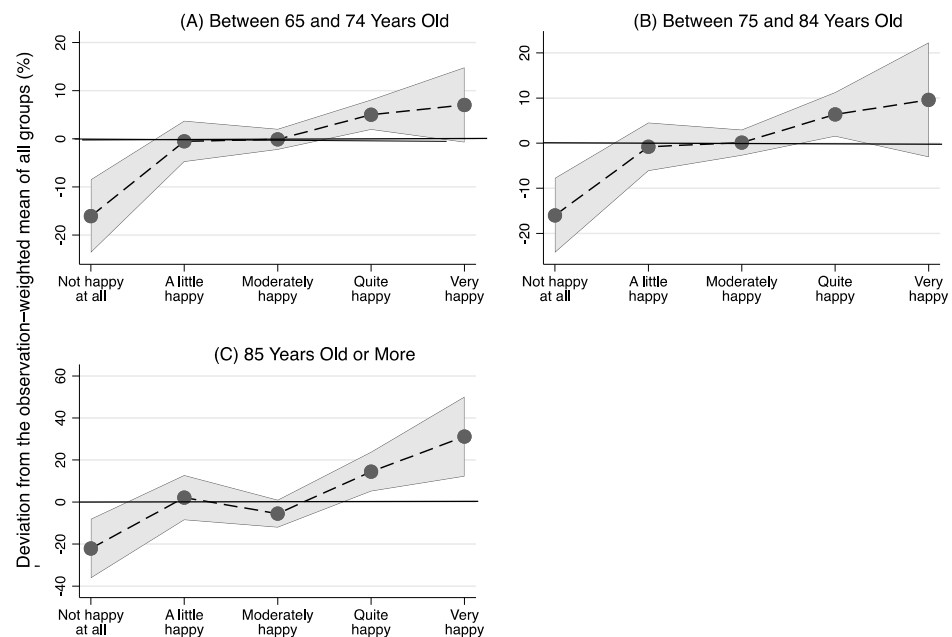 Deviation from the observation−weighted mean of all groups (%)
(A) Between 65 and 74 Years Old
20
10
0
-10
-20
Not happy
at all
A little
happy
Moderately
happy
Quite
happy
Very
happy
(B) Between 75 and 84 Years Old
20
10
0
-10
-20
Not happy
at all
A little
happy
Moderately
happy
Quite
happy
Very
happy
(C) 85 Years Old or More
60
40
20
0
-20
-40
Not happy
at all
A little
happy
Moderately
happy
Quite
happy
Very
happy